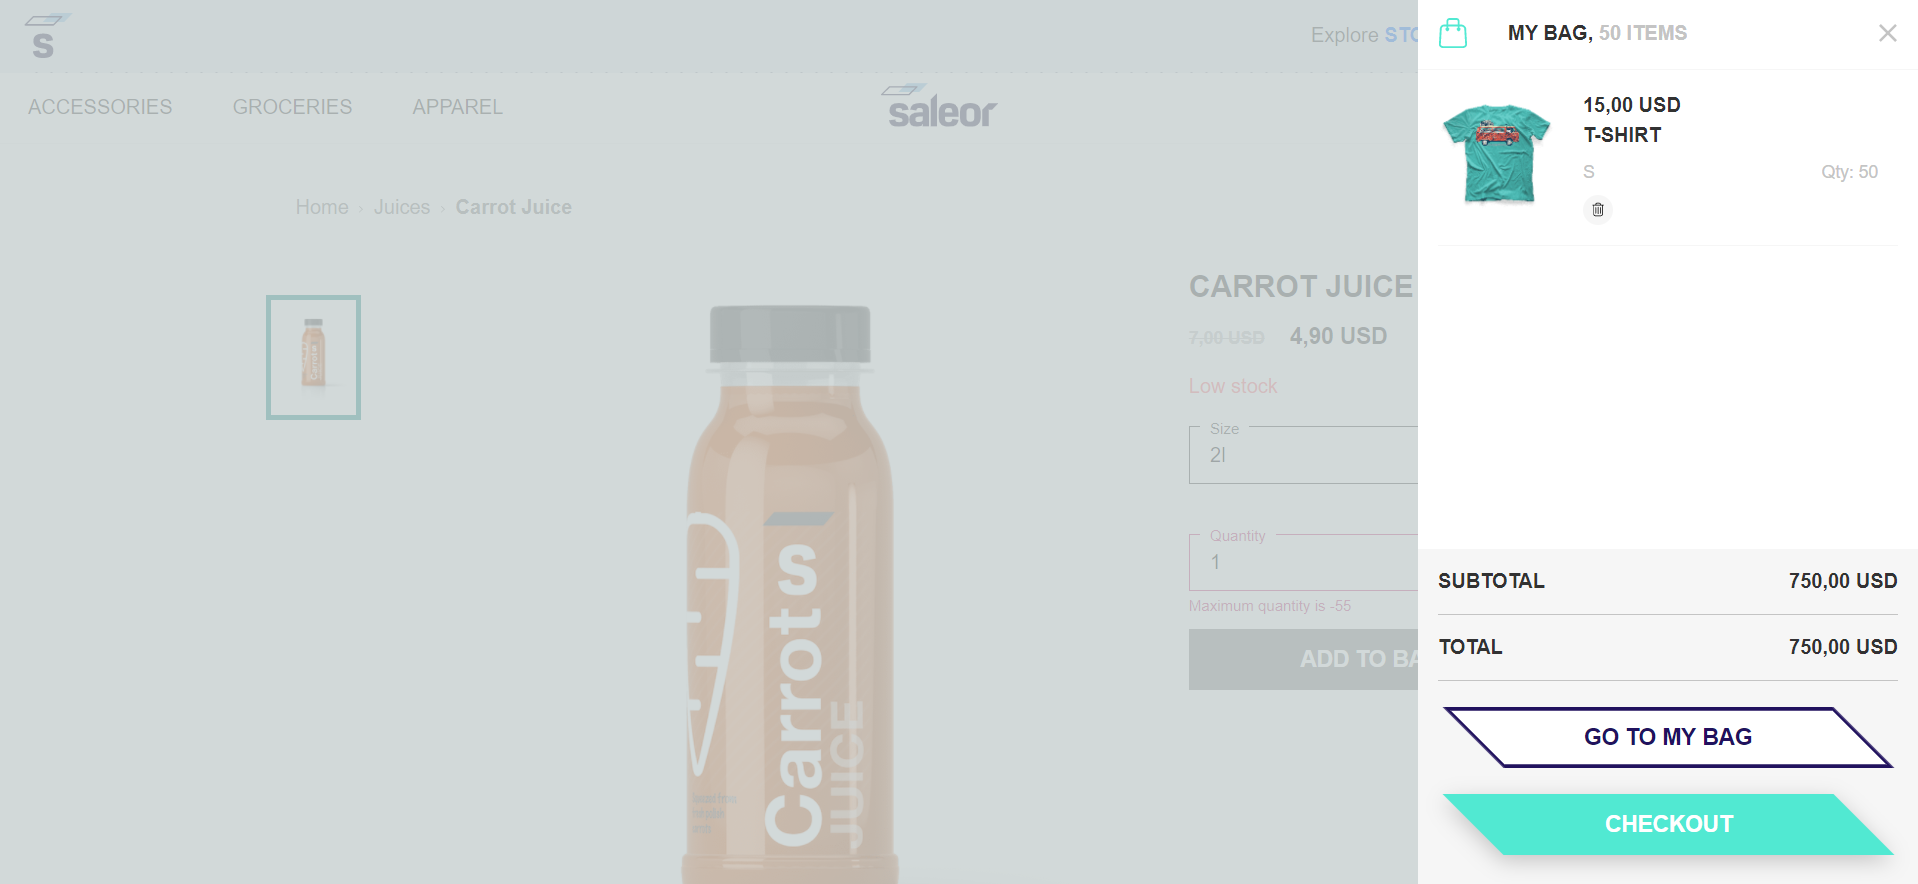 s
Explore STO
MY BAG, 50 ITEMS
ACCESSORIES
GROCERIES
APPAREL
saleor
15,00 USD
T-SHIRT
S
Qty: 50
Home › Juices › Carrot Juice
CARROT JUICE
7,00 USD 4,90 USD
Low stock
Size
2l
Quantity
1
Maximum quantity is -55
ADD TO BA
Carrots
JUICE
Carrots
SUBTOTAL 750,00 USD
TOTAL 750,00 USD
GO TO MY BAG
CHECKOUT